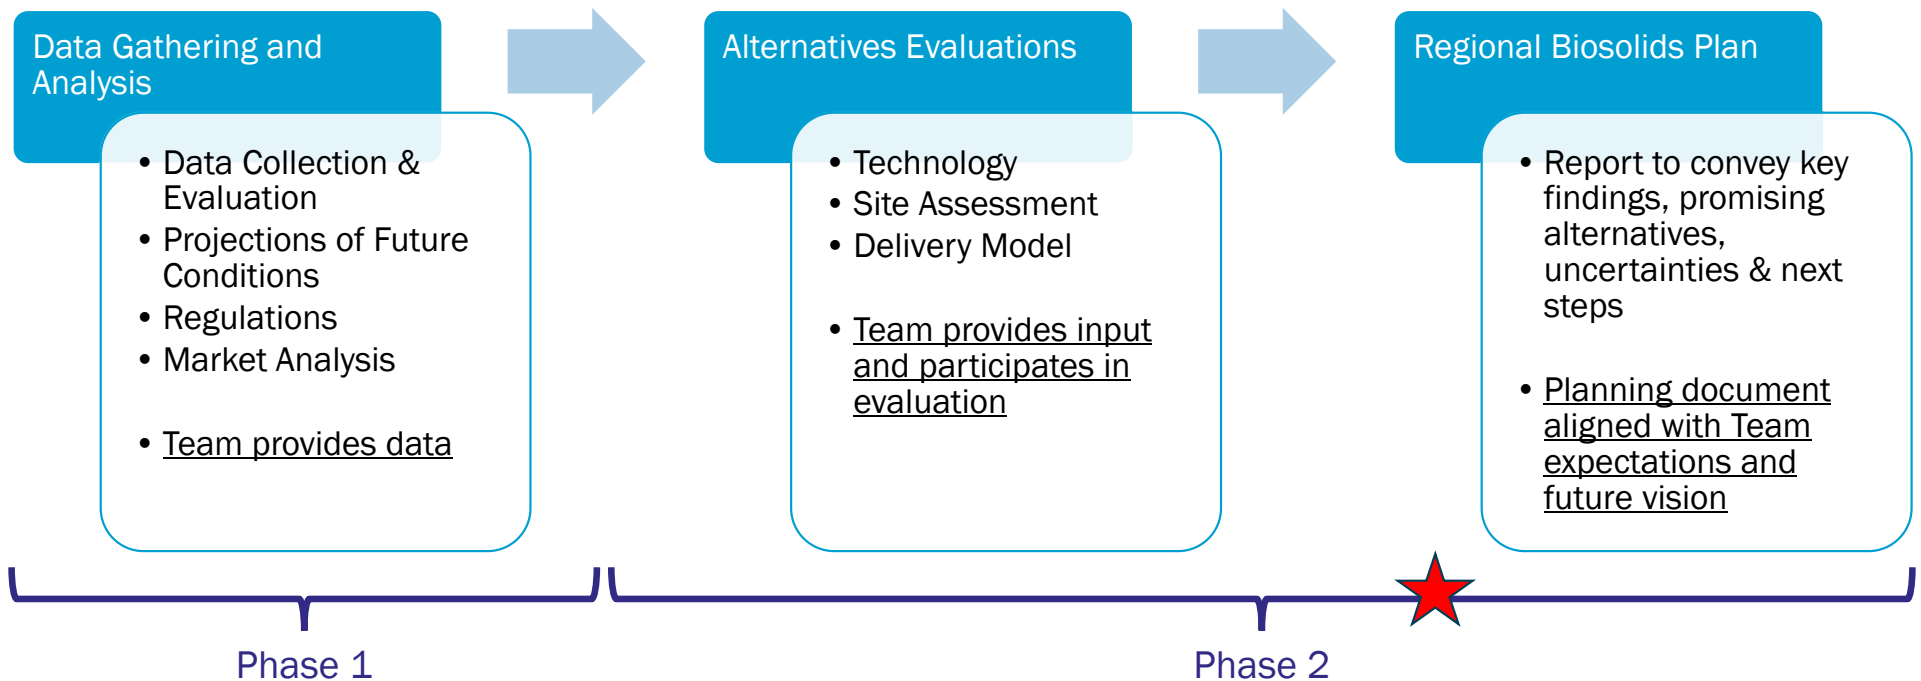 Data Gathering and
Analysis
• Data Collection &
Evaluation
• Projections of Future
Conditions
• Regulations
• Market Analysis
• Team provides data
Alternatives Evaluations
• Technology
• Site Assessment
• Delivery Model
• Team provides input
and participates in
evaluation
Regional Biosolids Plan
• Report to convey key
findings, promising
alternatives,
uncertainties & next
steps
• Planning document
aligned with Team
expectations and
future vision
Phase 1
Phase 2